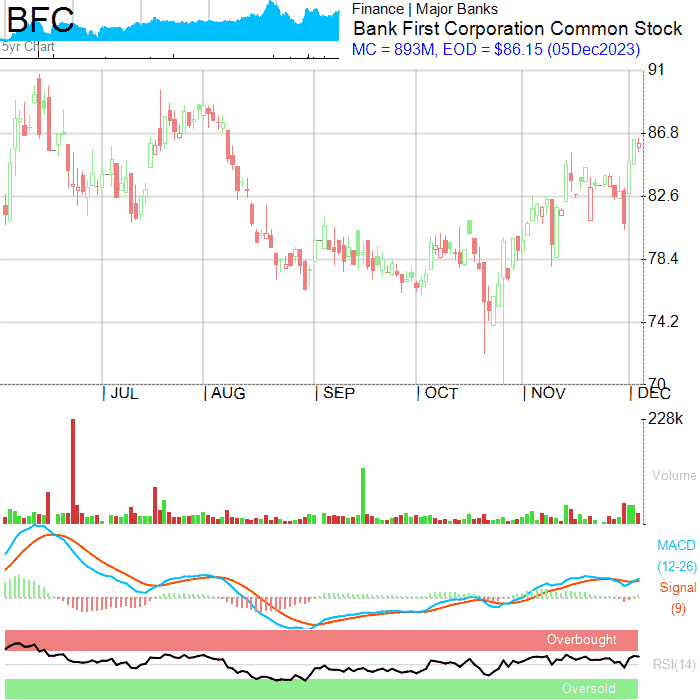 BFC
5yr Chart
Finance | Major Banks
Bank First Corporation Common Stock
MC = 893M, EOD = $86.15 (05Dec2023)
91
86.8
82.6
78.4
74.2
70
| JUL | AUG | SEP | OCT | NOV | DEC
228k
Volume
MACD
(12-26)
Signal
(9)
Overbought
RSI(14)
Oversold